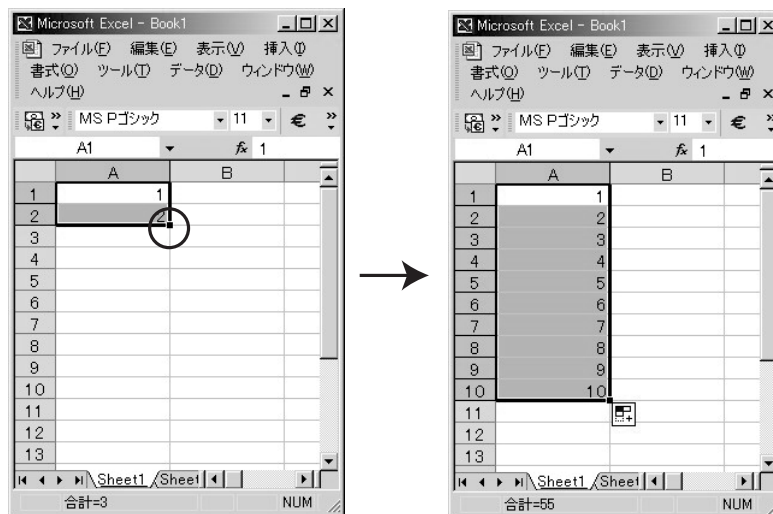 Microsoft Excel - Book1
ファイル(F) 編集(E) 表示(V) 挿入(I)
書式(O) ツール(T) データ(D) ウィンドウ(W)
ヘルプ(H)
MS Pゴシック 11 €
A1 fx 1
A B
1 1
2 2
3
4
5
6
7
8
9
10
11
12
13
Sheet1 Sheet
合計=3 NUM
Microsoft Excel - Book1
ファイル(F) 編集(E) 表示(V) 挿入(I)
書式(O) ツール(T) データ(D) ウィンドウ(W)
ヘルプ(H)
MS Pゴシック 11 €
A1 fx 1
A B
1 1
2 2
3 3
4 4
5 5
6 6
7 7
8 8
9 9
10 10
11
12
13
Sheet1 Sheet
合計=55 NUM